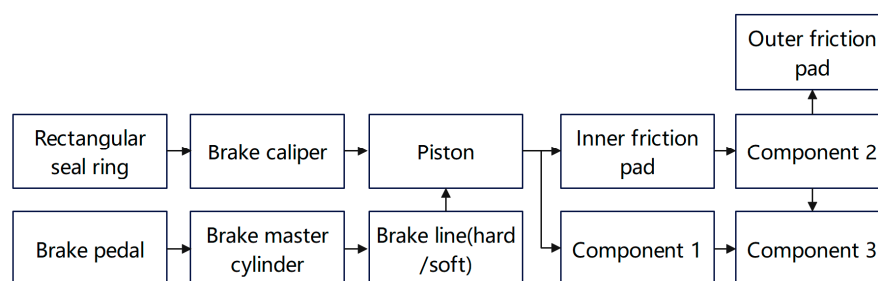 Outer friction
pad
Rectangular
seal ring
Brake caliper
Piston
Inner friction
pad
Component 2
Brake pedal
Brake master
cylinder
Brake line(hard
/soft)
Component 1
Component 3